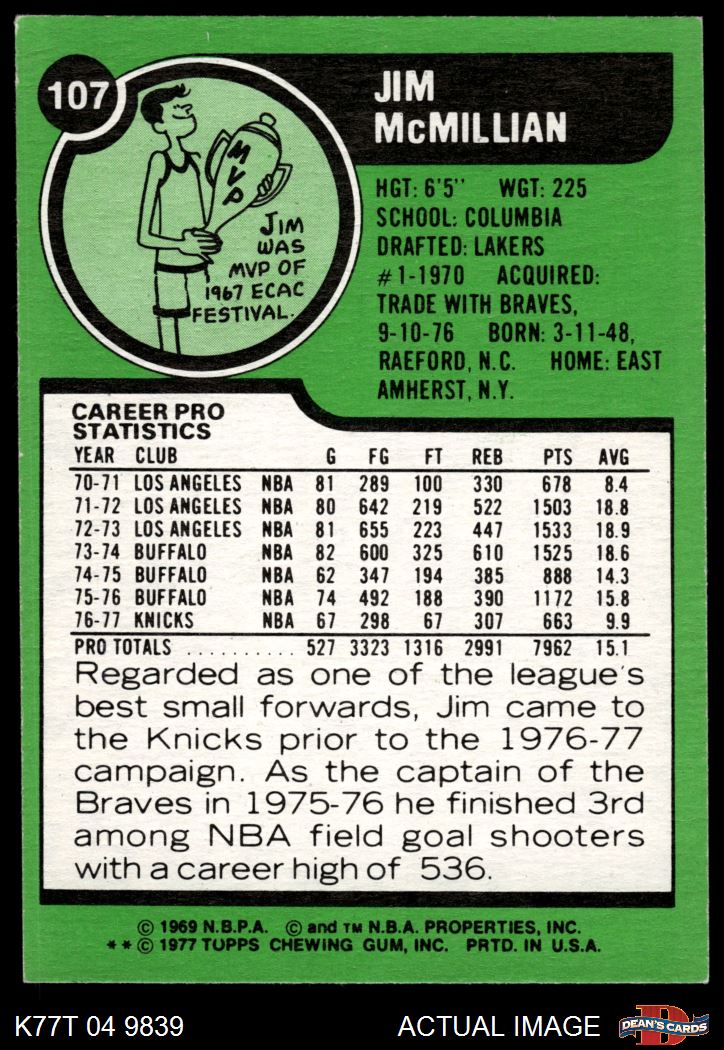 107
JIM
McMILLIAN
MVP
JIM
WAS
MVP OF
1967 ECAC
FESTIVAL.
HGT: 6'5" WGT: 225
SCHOOL: COLUMBIA
DRAFTED: LAKERS
#1-1970 ACQUIRED:
TRADE WITH BRAVES,
9-10-76 BORN: 3-11-48,
RAEFORD, N.C. HOME: EAST
AMHERST, N.Y.
CAREER PRO
STATISTICS
YEAR CLUB G FG FT REB PTS AVG
70-71 LOS ANGELES NBA 81 289 100 330 678 8.4
71-72 LOS ANGELES NBA 80 642 219 522 1503 18.8
72-73 LOS ANGELES NBA 81 655 223 447 1533 18.9
73-74 BUFFALO NBA 82 600 325 610 1525 18.6
74-75 BUFFALO NBA 62 347 194 385 888 14.3
75-76 BUFFALO NBA 74 492 188 390 1172 15.8
76-77 KNICKS NBA 67 298 67 307 663 9.9
PRO TOTALS .......... 527 3323 1316 2991 7962 15.1
Regarded as one of the league's
best small forwards, Jim came to
the Knicks prior to the 1976-77
campaign. As the captain of the
Braves in 1975-76 he finished 3rd
among NBA field goal shooters
with a career high of 536.
© 1969 N.B.P.A. © and TM N.B.A. PROPERTIES, INC.
** © 1977 TOPPS CHEWING GUM, INC. PRTD. IN U.S.A.
K77T 04 9839 ACTUAL IMAGE
D
DEAN'S CARDS